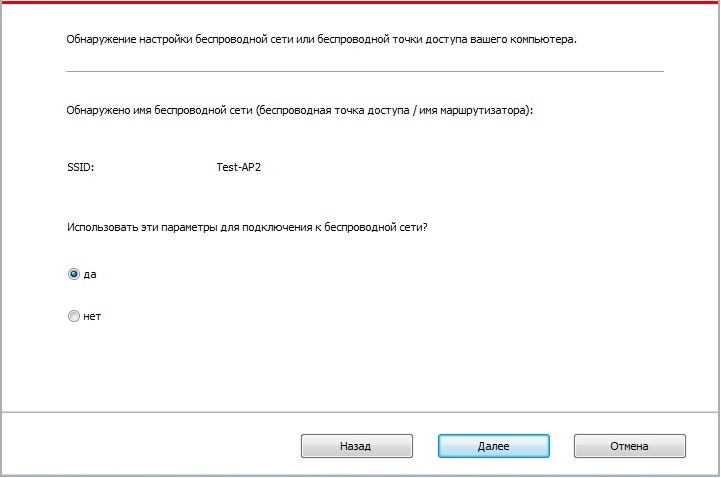 Обнаружение настройки беспроводной сети или беспроводной точки доступа вашего компьютера.
Обнаружено имя беспроводной сети (беспроводная точка доступа / имя маршрутизатора):
SSID: Test-AP2
Использовать эти параметры для подключения к беспроводной сети?
да
нет
Назад Далее Отмена